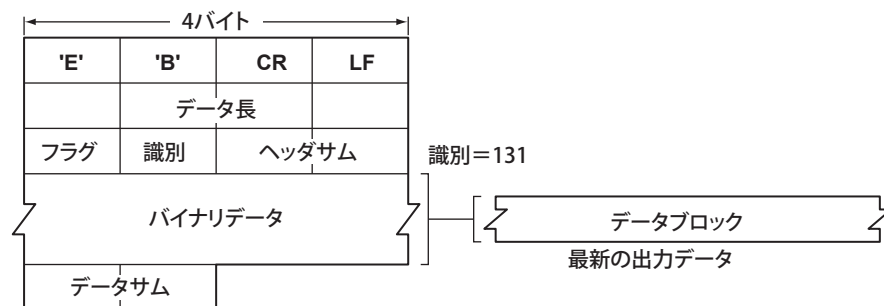 4バイト
'E' 'B' CR LF
データ長
フラグ 識別 ヘッダサム
識別＝131
バイナリデータ
データブロック
最新の出力データ
データサム